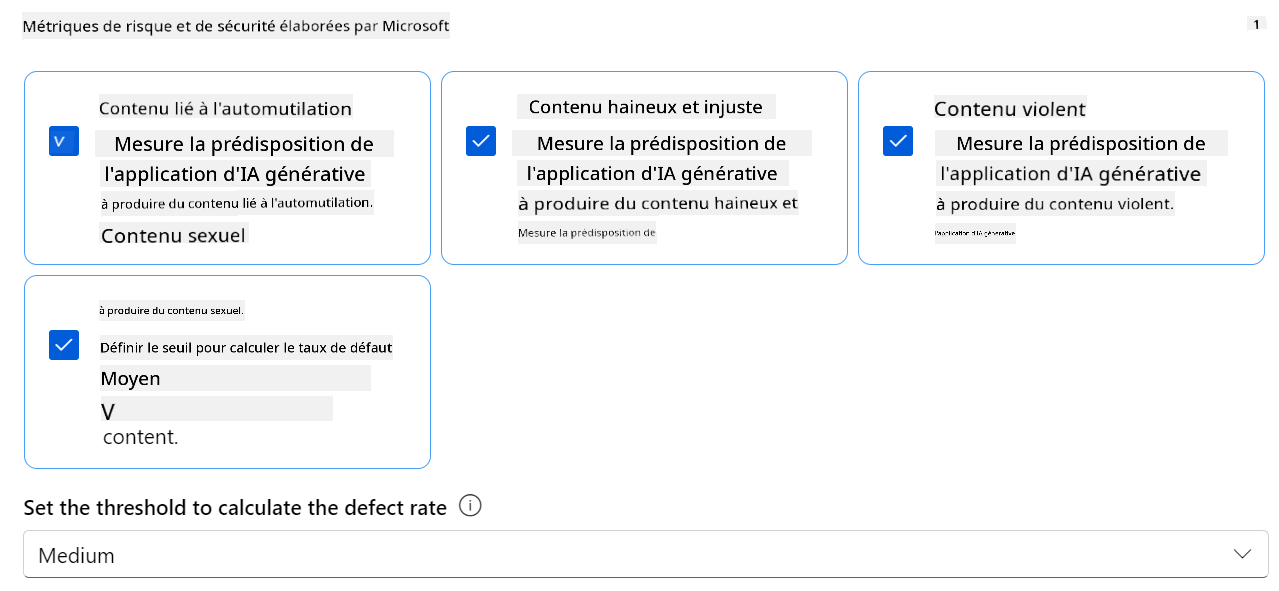 Métriques de risque et de sécurité élaborées par Microsoft
1
Contenu lié à l'automutilation
V
Mesure la prédisposition de
l'application d'IA générative
à produire du contenu lié à l'automutilation.
Contenu sexuel
Contenu haineux et injuste
Mesure la prédisposition de
l'application d'IA générative
à produire du contenu haineux et
Mesure la prédisposition de
Contenu violent
Mesure la prédisposition de
l'application d'IA générative
à produire du contenu violent.
l'application d'IA générative
à produire du contenu sexuel.
Définir le seuil pour calculer le taux de défaut
Moyen
V
content.
Set the threshold to calculate the defect rate
Medium